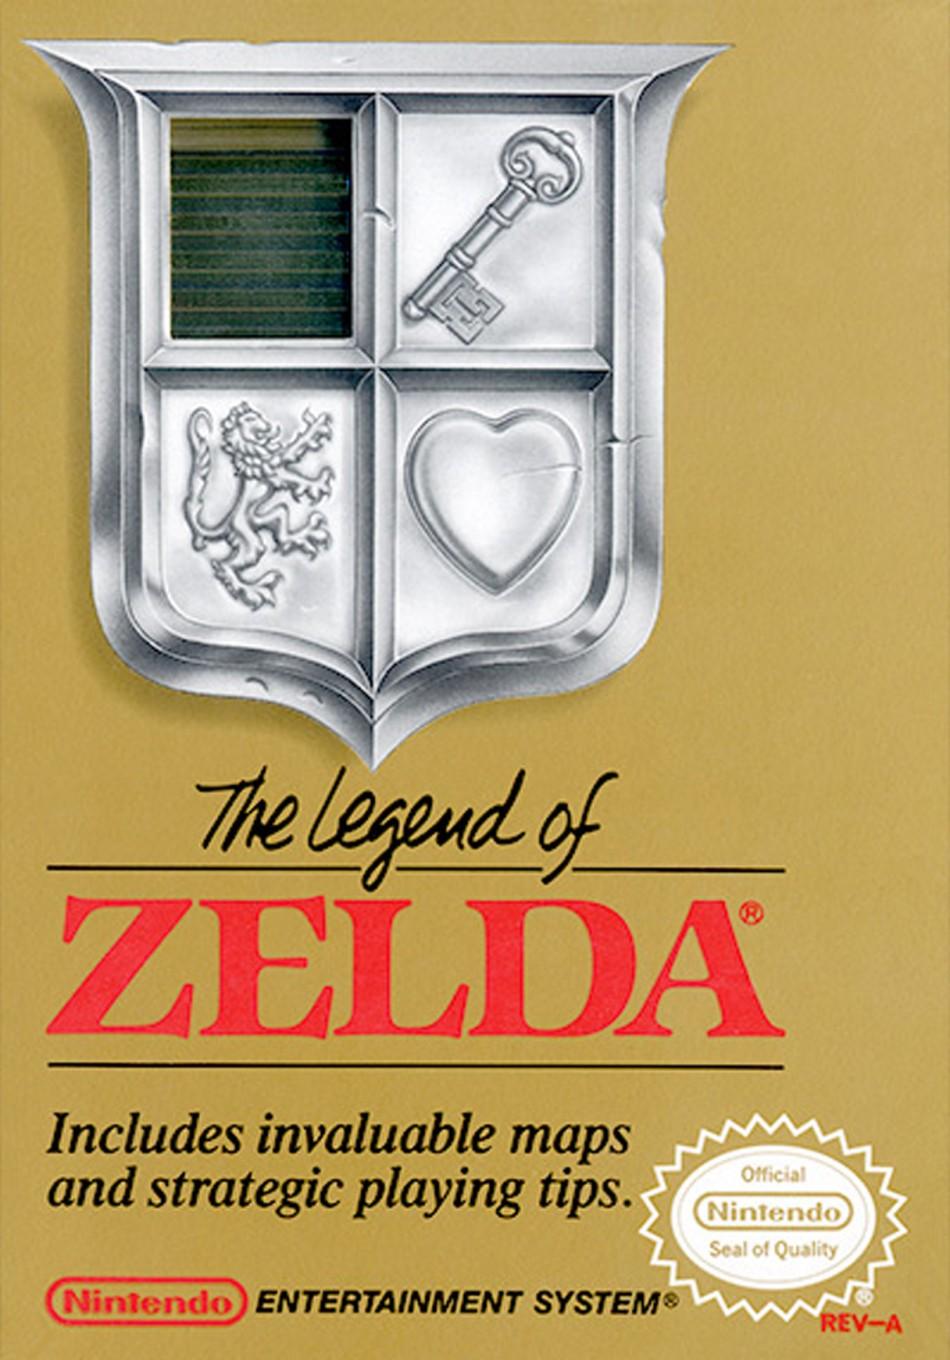 The Legend of
ZELDA®
Includes invaluable maps
and strategic playing tips.
Official
Nintendo
Seal of Quality
®
Nintendo ENTERTAINMENT SYSTEM®
REV-A